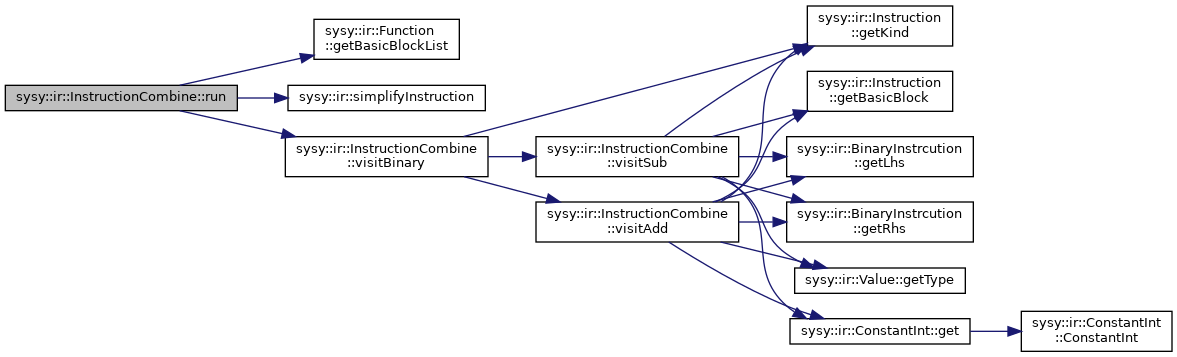 sysy::ir::InstructionCombine::run
sysy::ir::Function
::getBasicBlockList
sysy::ir::simplifyInstruction
sysy::ir::InstructionCombine
::visitBinary
sysy::ir::InstructionCombine
::visitSub
sysy::ir::InstructionCombine
::visitAdd
sysy::ir::Instruction
::getKind
sysy::ir::Instruction
::getBasicBlock
sysy::ir::BinaryInstrcution
::getLhs
sysy::ir::BinaryInstrcution
::getRhs
sysy::ir::Value::getType
sysy::ir::ConstantInt::get
sysy::ir::ConstantInt
::ConstantInt